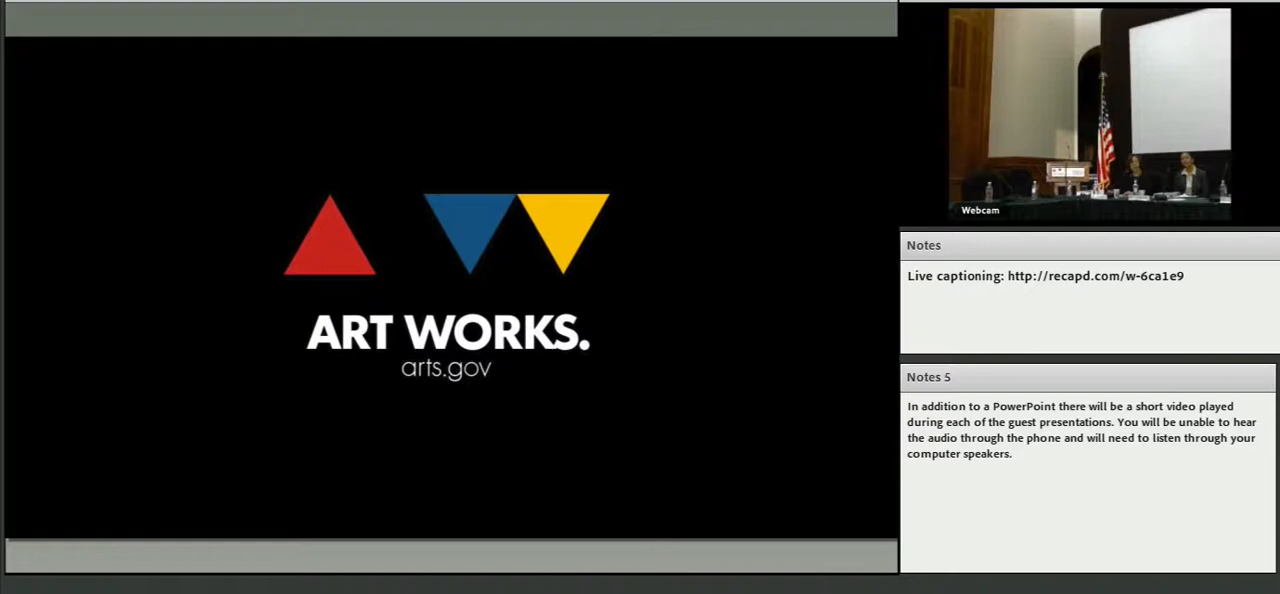 ART WORKS.
arts.gov
Webcam
Notes
Live captioning: http://recapd.com/w-6ca1e9
Notes 5
In addition to a PowerPoint there will be a short video played
during each of the guest presentations. You will be unable to hear
the audio through the phone and will need to listen through your
computer speakers.